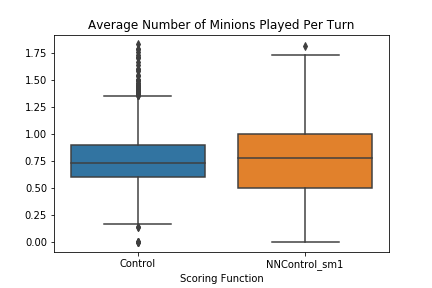 Average Number of Minions Played Per Turn
1.75
1.50
1.25
1.00
0.75
0.50
0.25
0.00
Control NNControl_sm1
Scoring Function